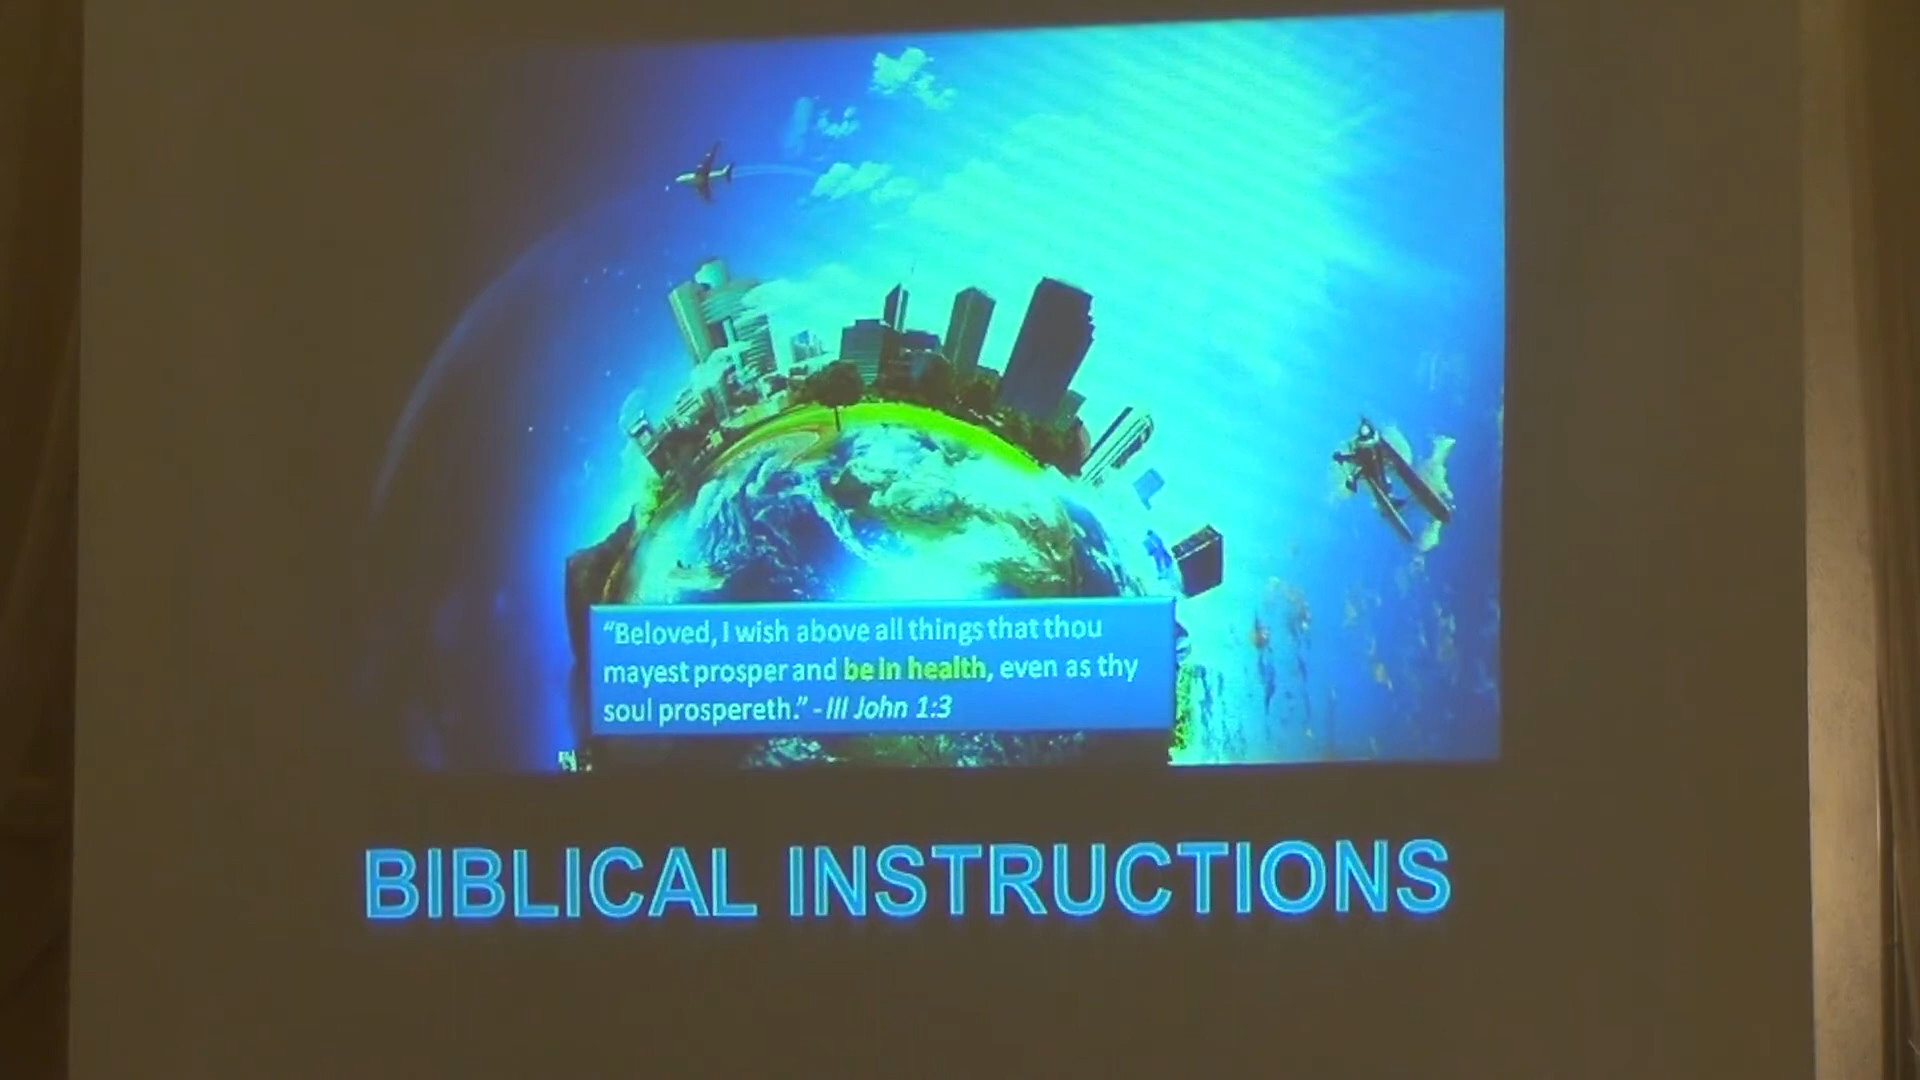 “Beloved, I wish above all things that thou
mayest prosper and be in health, even as thy
soul prospereth.” - III John 1:3
BIBLICAL INSTRUCTIONS